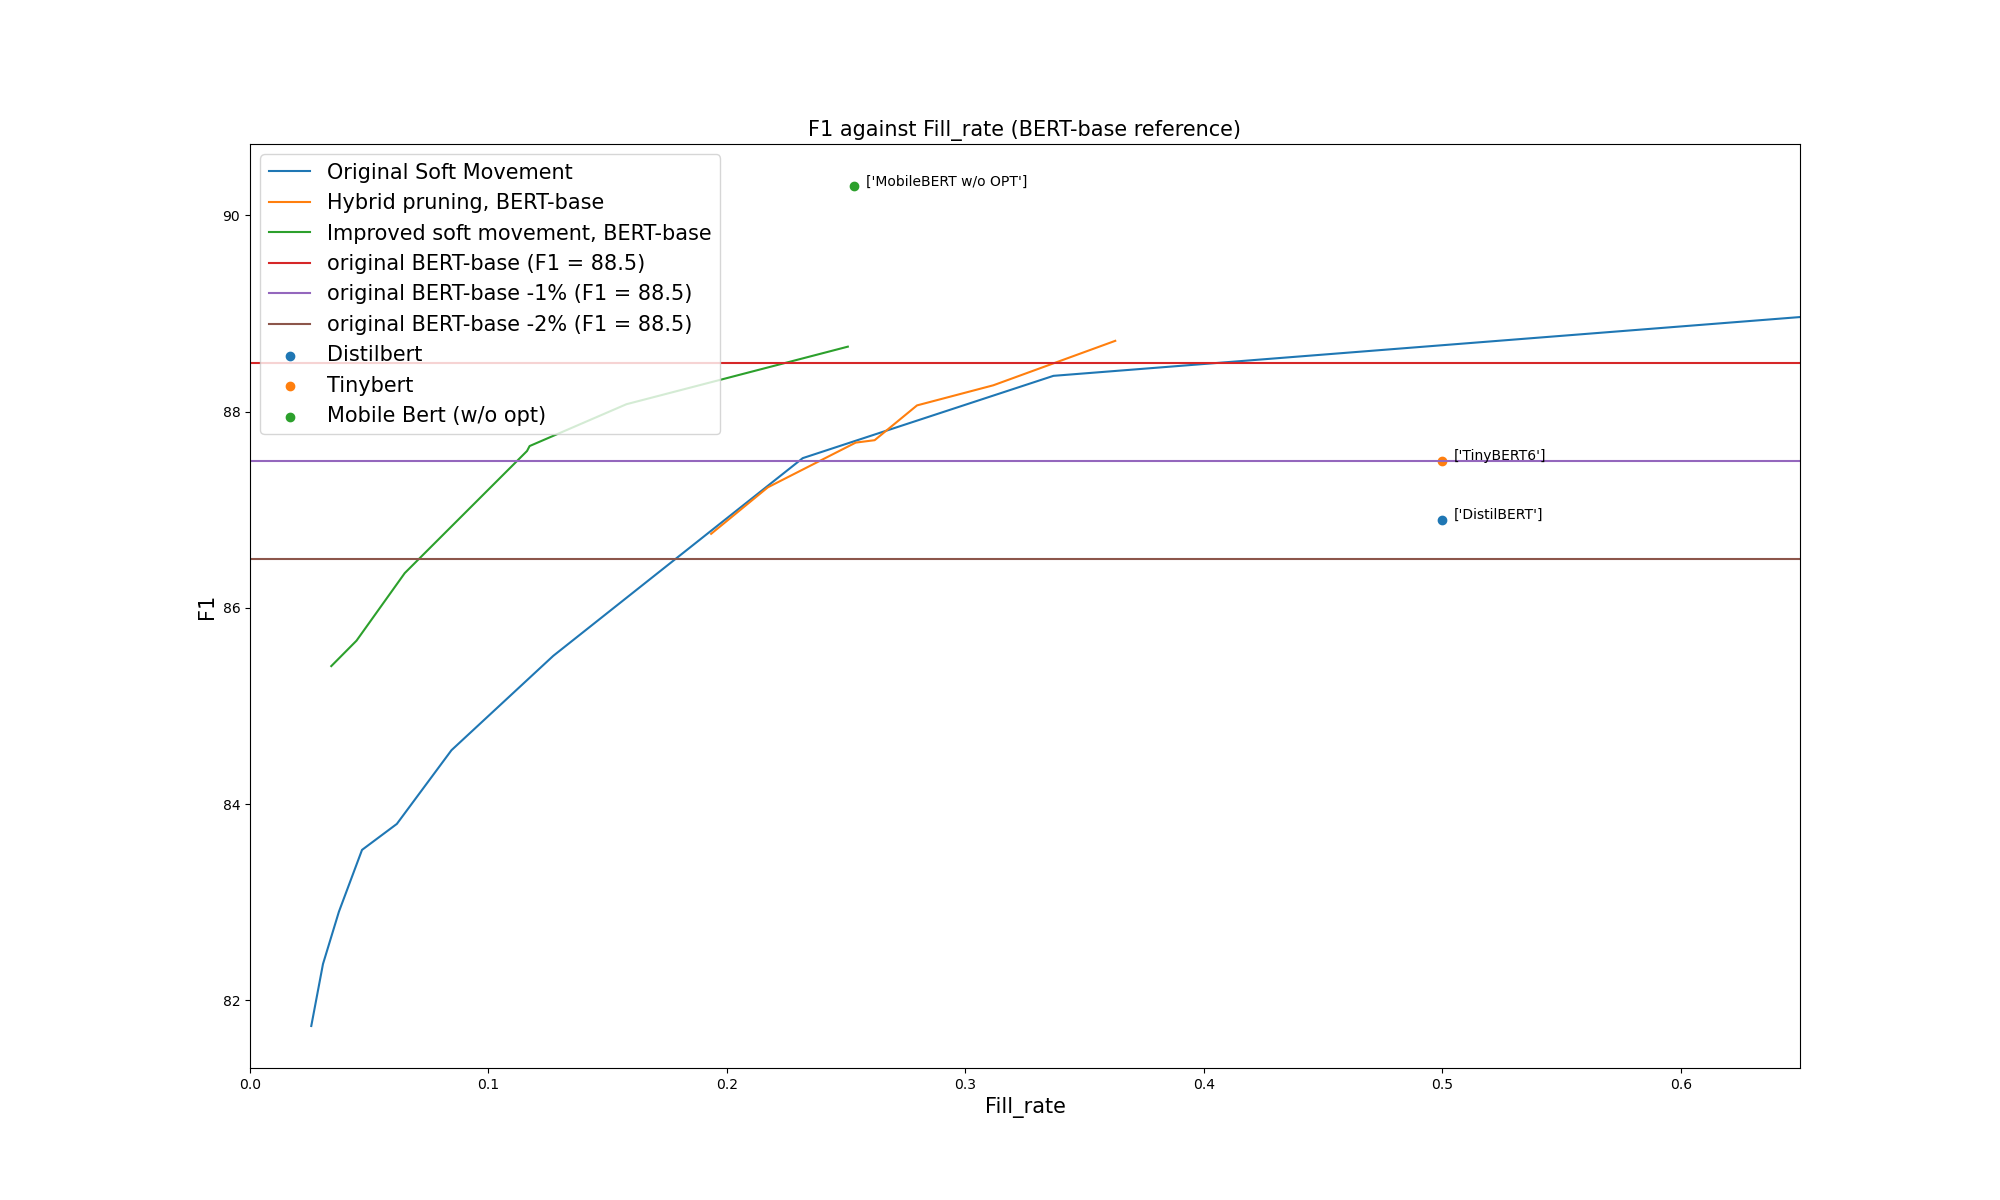 F1 against Fill_rate (BERT-base reference)
Original Soft Movement
Hybrid pruning, BERT-base
Improved soft movement, BERT-base
original BERT-base (F1 = 88.5)
original BERT-base -1% (F1 = 88.5)
original BERT-base -2% (F1 = 88.5)
Distilbert
Tinybert
Mobile Bert (w/o opt)
['MobileBERT w/o OPT']
['TinyBERT6']
['DistilBERT']
F1
90
88
86
84
82
0.0 0.1 0.2 0.3 0.4 0.5 0.6
Fill_rate